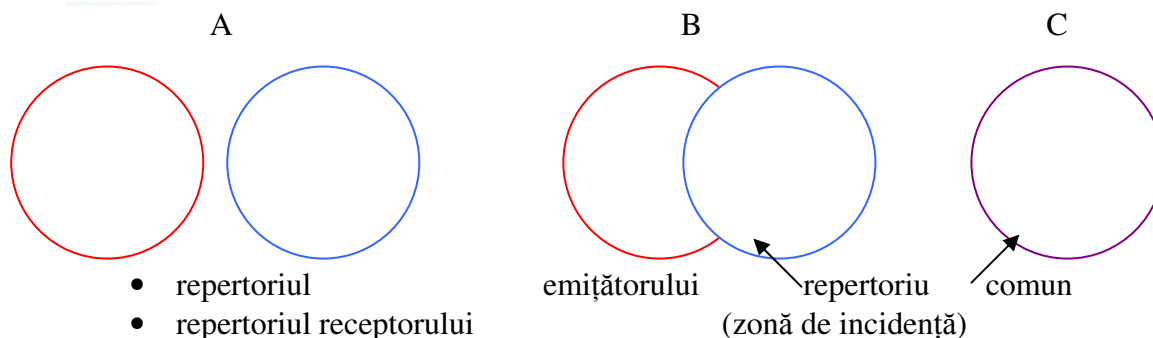 A B C
• repertoriul emițătorului repertoriu comun
• repertoriul receptorului (zonă de incidență)